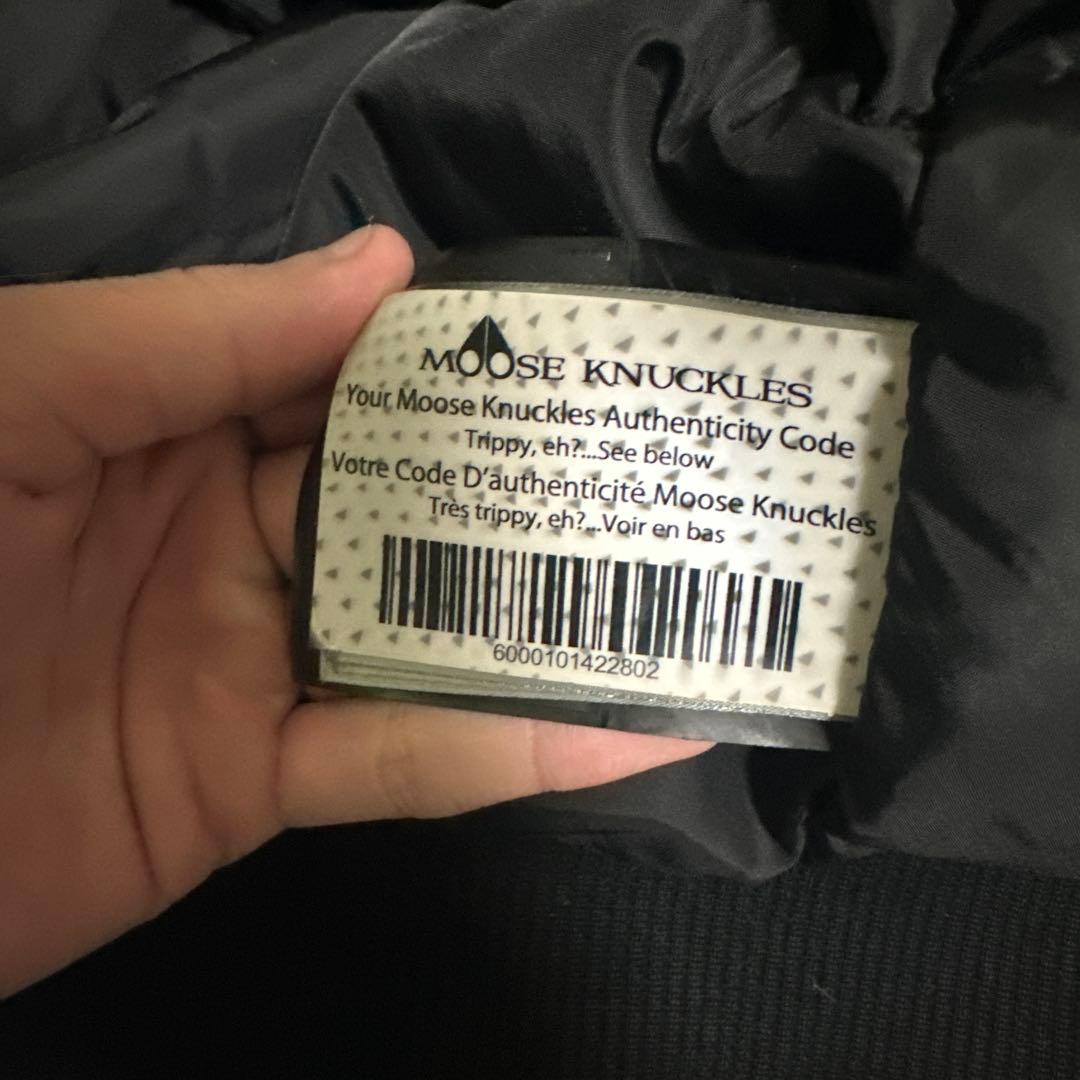 MOOSE KNUCKLES
Your Moose Knuckles Authenticity Code
Trippy, eh?...See below
Votre Code D'authenticité Moose Knuckles
Très trippy, eh?...Voir en bas
6000101422802